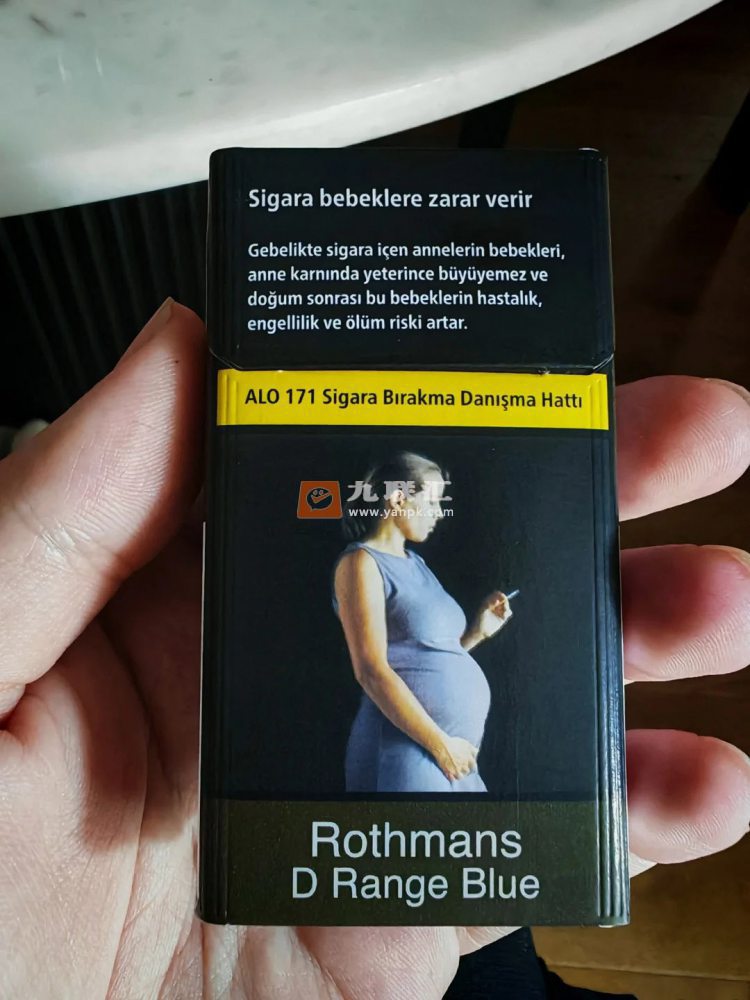 Sigara bebeklere zarar verir
Gebelikte sigara içen annelerin bebekleri,
anne karnında yeterince büyüyemez ve
doğum sonrası bu bebeklerin hastalık,
engellilik ve ölüm riski artar.
ALO 171 Sigara Bırakma Danışma Hattı
九联汇
www.yanpk.com
Rothmans
D Range Blue